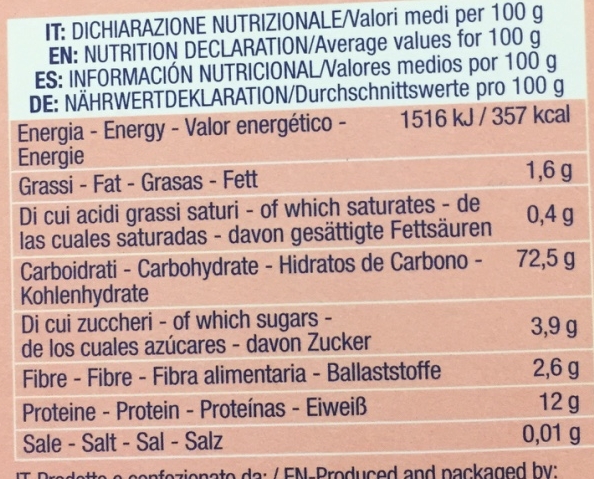 IT: DICHIARAZIONE NUTRIZIONALE/Valori medi per 100 g
EN: NUTRITION DECLARATION/Average values for 100 g
ES: INFORMACIÓN NUTRICIONAL/Valores medios por 100 g
DE: NÄHRWERTDEKLARATION/Durchschnittswerte pro 100 g
Energia - Energy - Valor energético - 1516 kJ / 357 kcal
Energie
Grassi - Fat - Grasas - Fett 1,6 g
Di cui acidi grassi saturi - of which saturates - de 0,4 g
las cuales saturadas - davon gesättigte Fettsäuren
Carboidrati - Carbohydrate - Hidratos de Carbono - 72,5 g
Kohlenhydrate
Di cui zuccheri - of which sugars - 3,9 g
de los cuales azúcares - davon Zucker
Fibre - Fibre - Fibra alimentaria - Ballaststoffe 2,6 g
Proteine - Protein - Proteínas - Eiweiß 12 g
Sale - Salt - Sal - Salz 0,01 g
IT-Prodotto e confezionato da: / EN-Produced and packaged by: